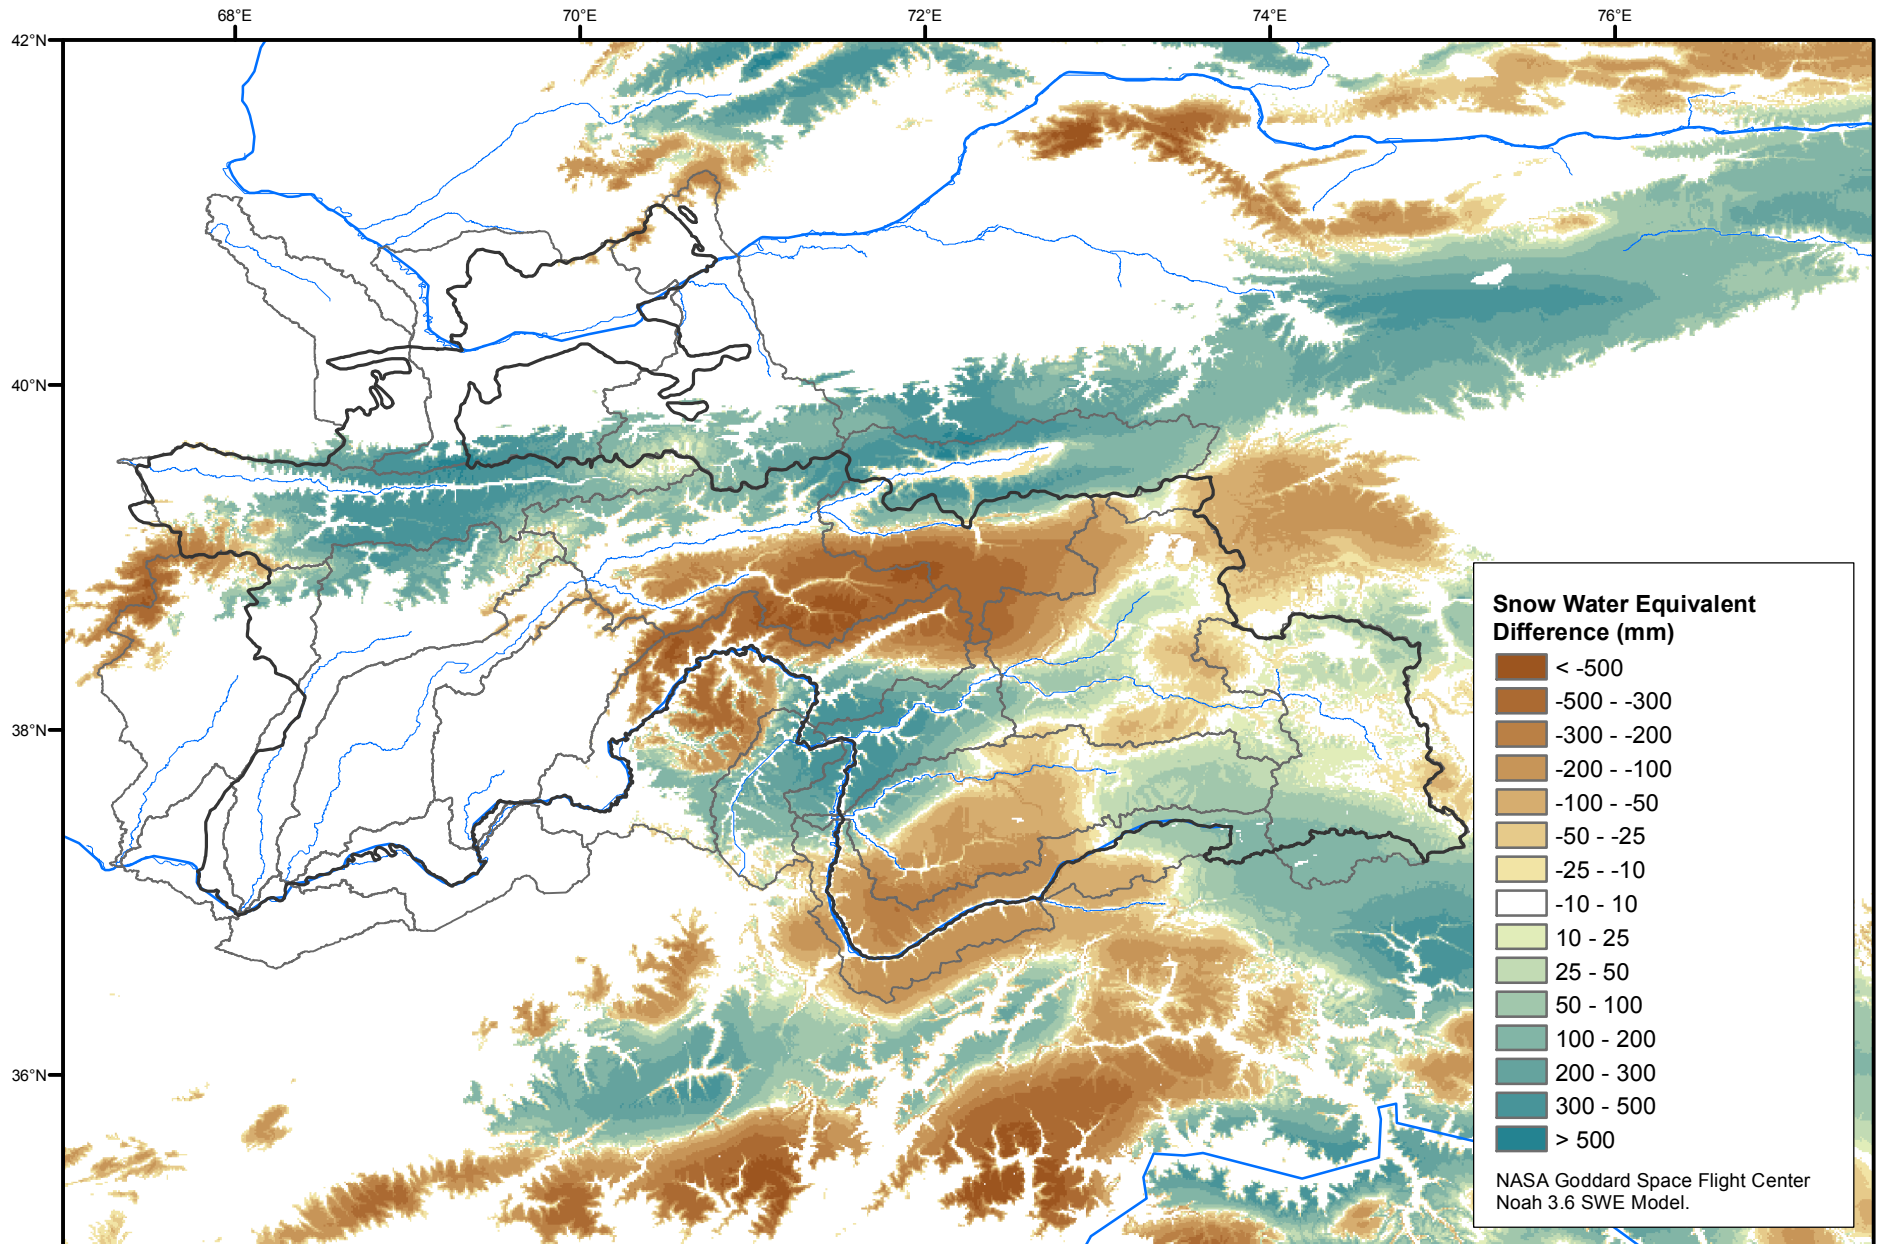 68°E 70°E 72°E 74°E 76°E
42°N
40°N
38°N
36°N
Snow Water Equivalent
Difference (mm)
< -500
-500 - -300
-300 - -200
-200 - -100
-100 - -50
-50 - -25
-25 - -10
-10 - 10
10 - 25
25 - 50
50 - 100
100 - 200
200 - 300
300 - 500
> 500
NASA Goddard Space Flight Center
Noah 3.6 SWE Model.